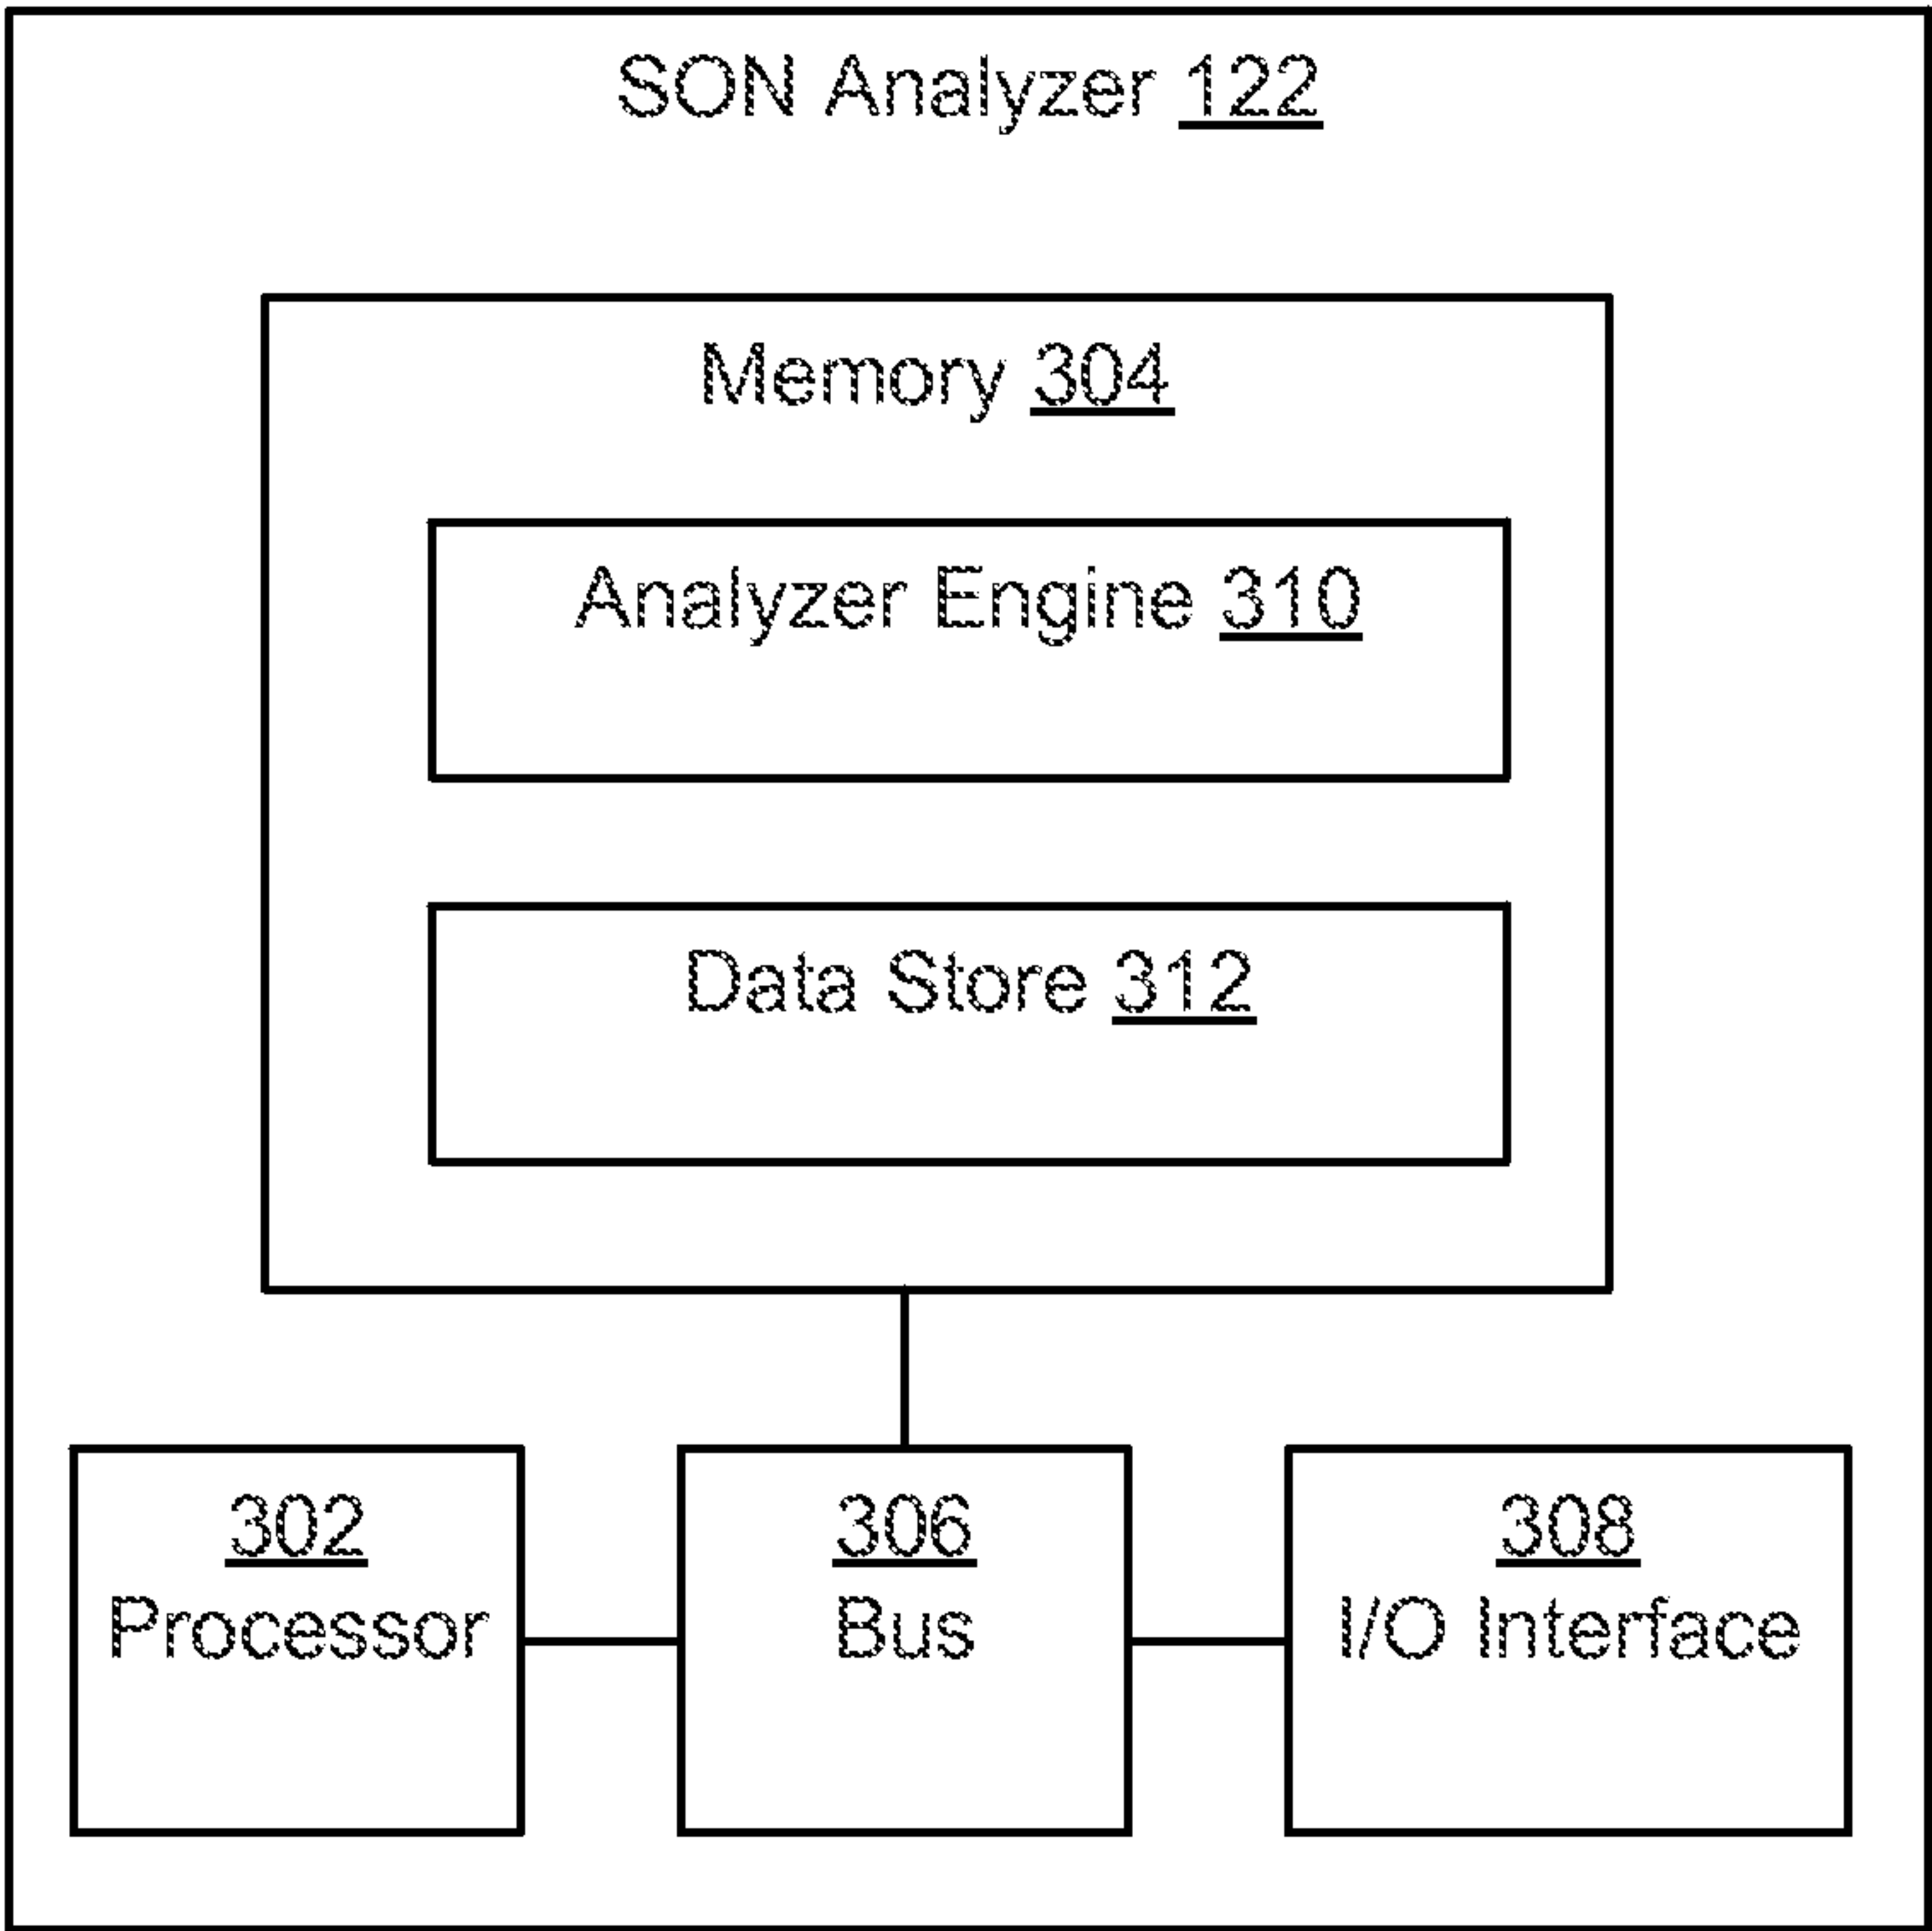 SON Analyzer 122
Memory 304
Analyzer Engine 310
Data Store 312
302
Processor
306
Bus
308
I/O Interface